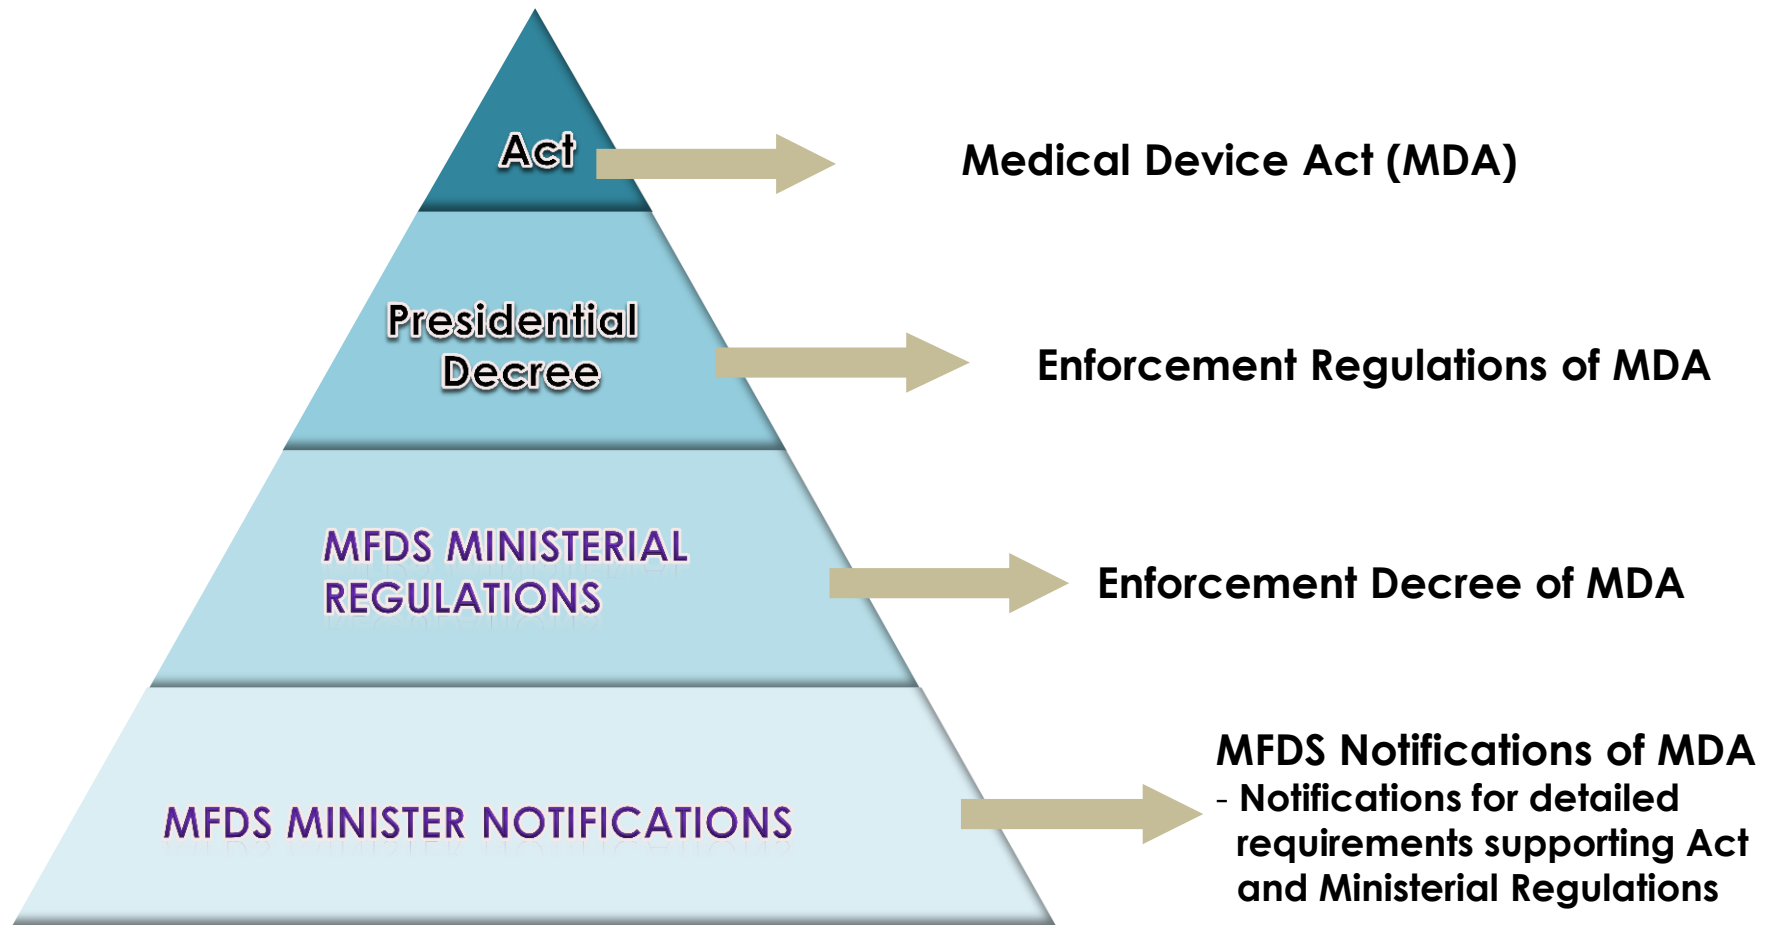 Act
Medical Device Act (MDA)
Presidential
Decree
Enforcement Regulations of MDA
MFDS MINISTERIAL
REGULATIONS
Enforcement Decree of MDA
MFDS MINISTER NOTIFICATIONS
MFDS Notifications of MDA
- Notifications for detailed
requirements supporting Act
and Ministerial Regulations